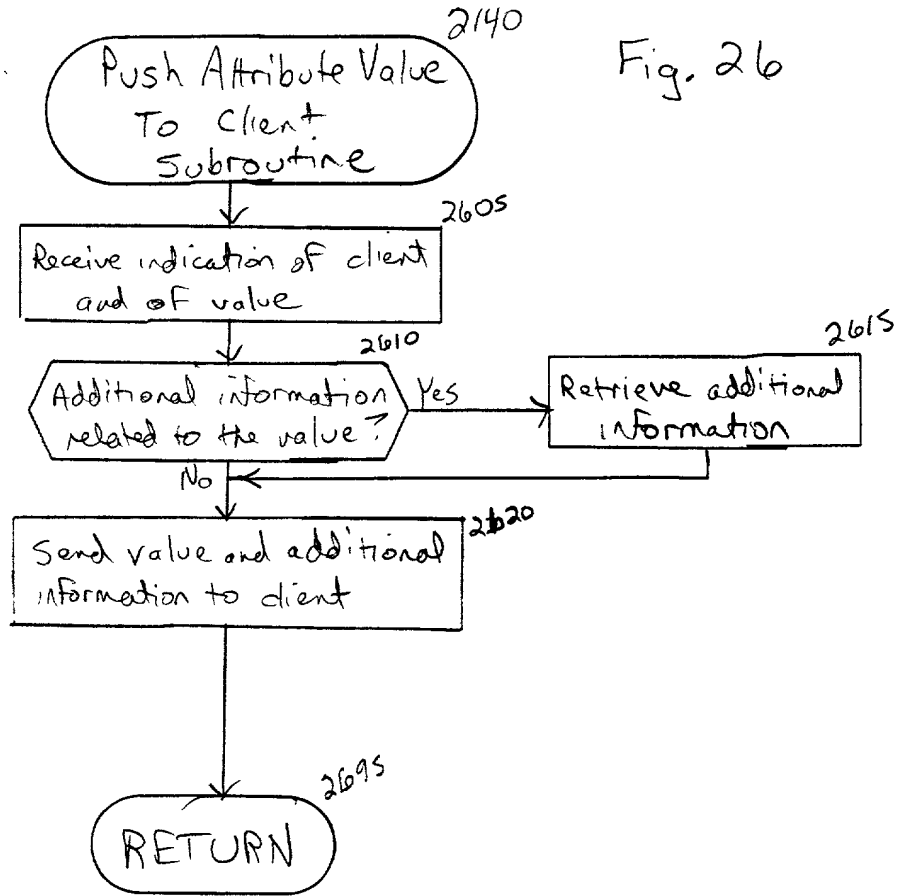 2140
Fig. 26
Push Attribute Value
To Client
Subroutine
2605
Receive indication of client
and of value
2610
2615
Additional information
related to the value?
Yes
Retrieve additional
information
No
2620
Send value and additional
information to client
2695
RETURN